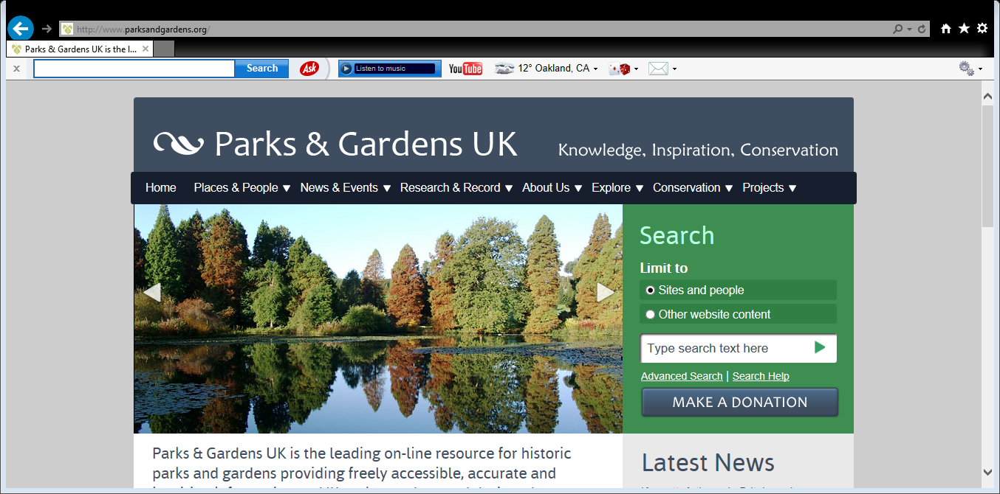 http://www.parksandgardens.org/
Parks & Gardens UK is the l...
Search
Ask
Listen to music
YouTube
12° Oakland, CA
Parks & Gardens UK
Knowledge, Inspiration, Conservation
Home Places & People ▼ News & Events ▼ Research & Record ▼ About Us ▼ Explore ▼ Conservation ▼ Projects ▼
Search
Limit to
Sites and people
Other website content
Type search text here
Advanced Search | Search Help
MAKE A DONATION
Parks & Gardens UK is the leading on-line resource for historic
parks and gardens providing freely accessible, accurate and
Latest News